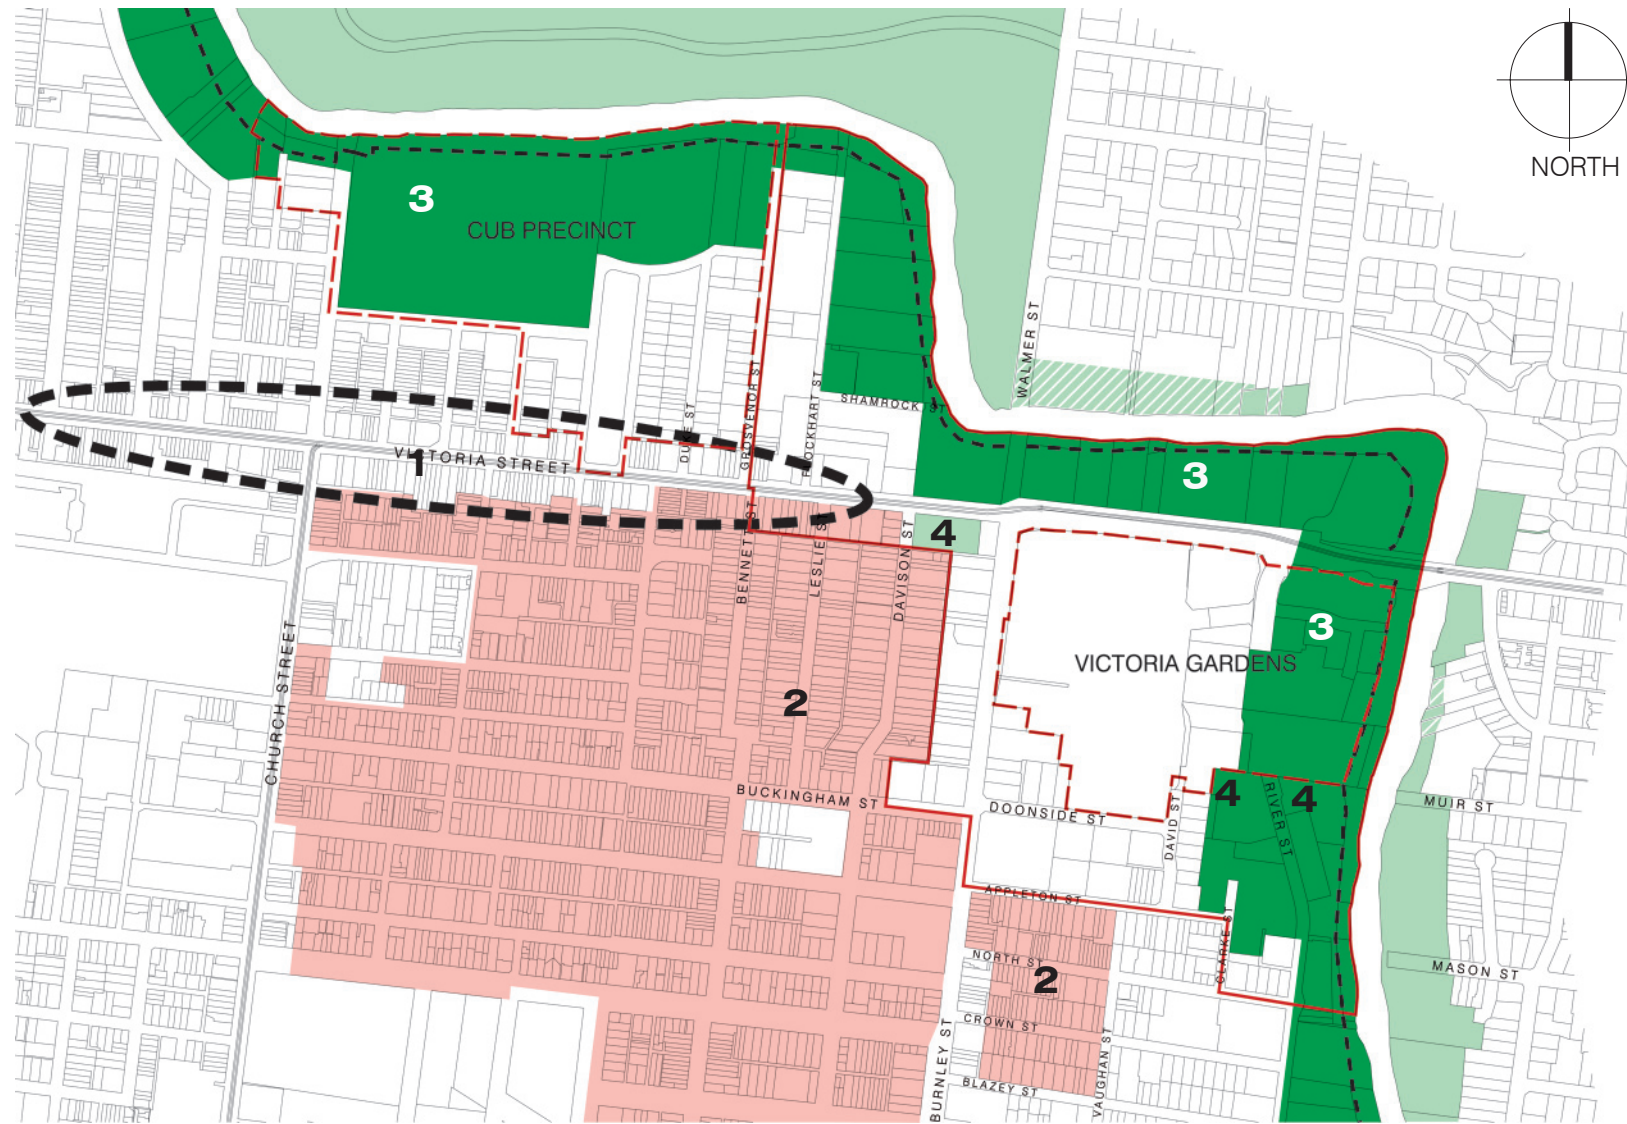 NORTH
3
CUB PRECINCT
WALMER ST
SHAMROCK ST
DUKE ST
GROSVENOR ST
FLOCKHART ST
VICTORIA STREET
1
3
4
BENNETT ST
LESLIE ST
DAVISON ST
3
VICTORIA GARDENS
CHURCH STREET
2
BUCKINGHAM ST
DOONSIDE ST
DAVID ST
4
RIVER ST
4
MUIR ST
APPLETON ST
CLARKE ST
NORTH ST
2
MASON ST
CROWN ST
BURNLEY ST
BLAZEY ST
VAUGHAN ST